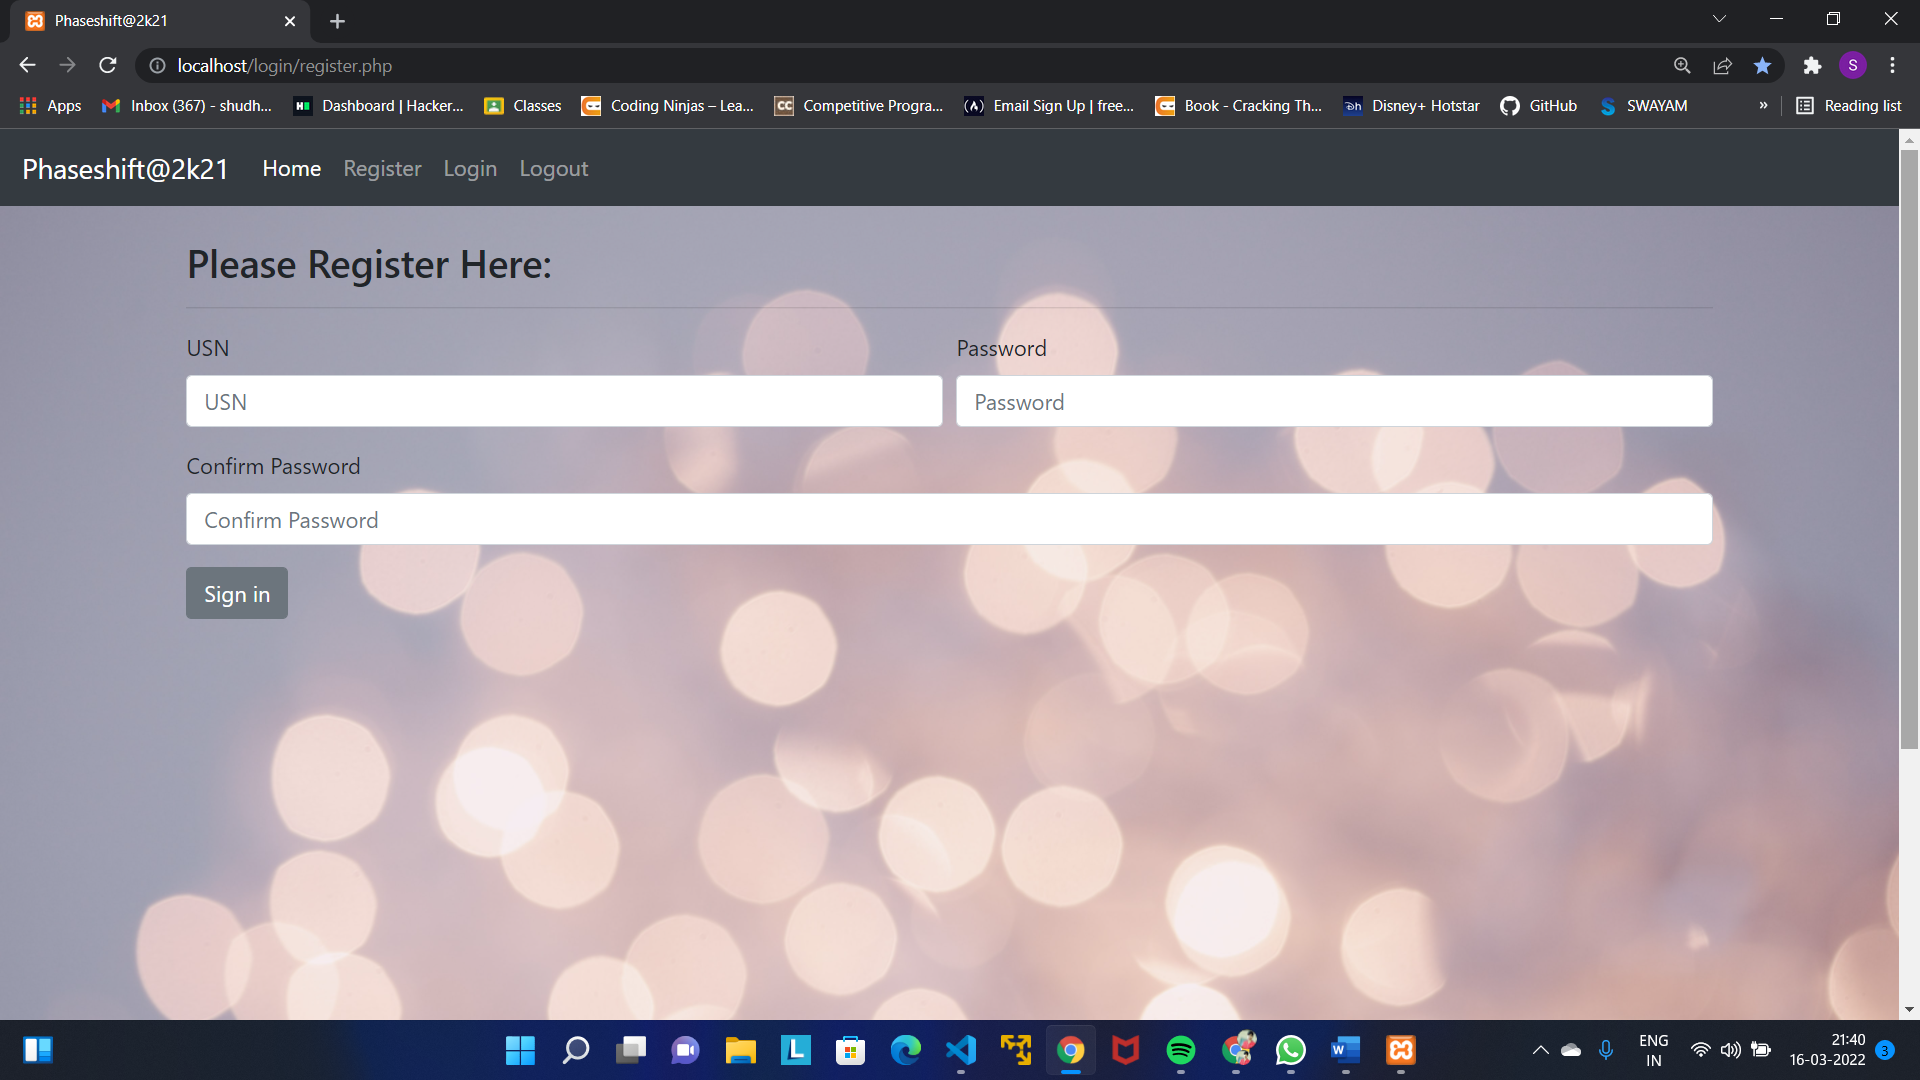 Phaseshift@2k21
localhost/login/register.php
S
Apps
Inbox (367) - shudh...
Dashboard | Hacker...
Classes
Coding Ninjas – Lea...
CC
Competitive Progra...
Email Sign Up | free...
Book - Cracking Th...
Disney+ Hotstar
GitHub
SWAYAM
»
Reading list
Phaseshift@2k21
Home
Register
Login
Logout
Please Register Here:
USN
Password
USN
Password
Confirm Password
Confirm Password
Sign in
ENG
IN
21:40
16-03-2022
3